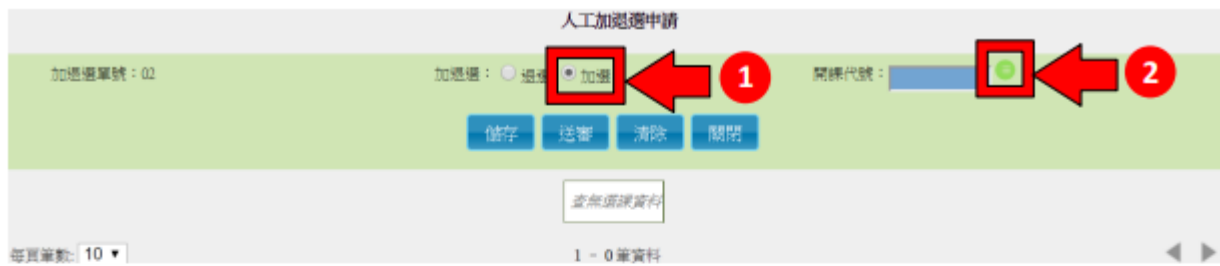 人工加退選申請
加退選單號：02 加退選： 退選 加選 1 開課代號： 2
儲存 送審 清除 關閉
查無選課資料
每頁筆數: 10 1 - 0筆資料